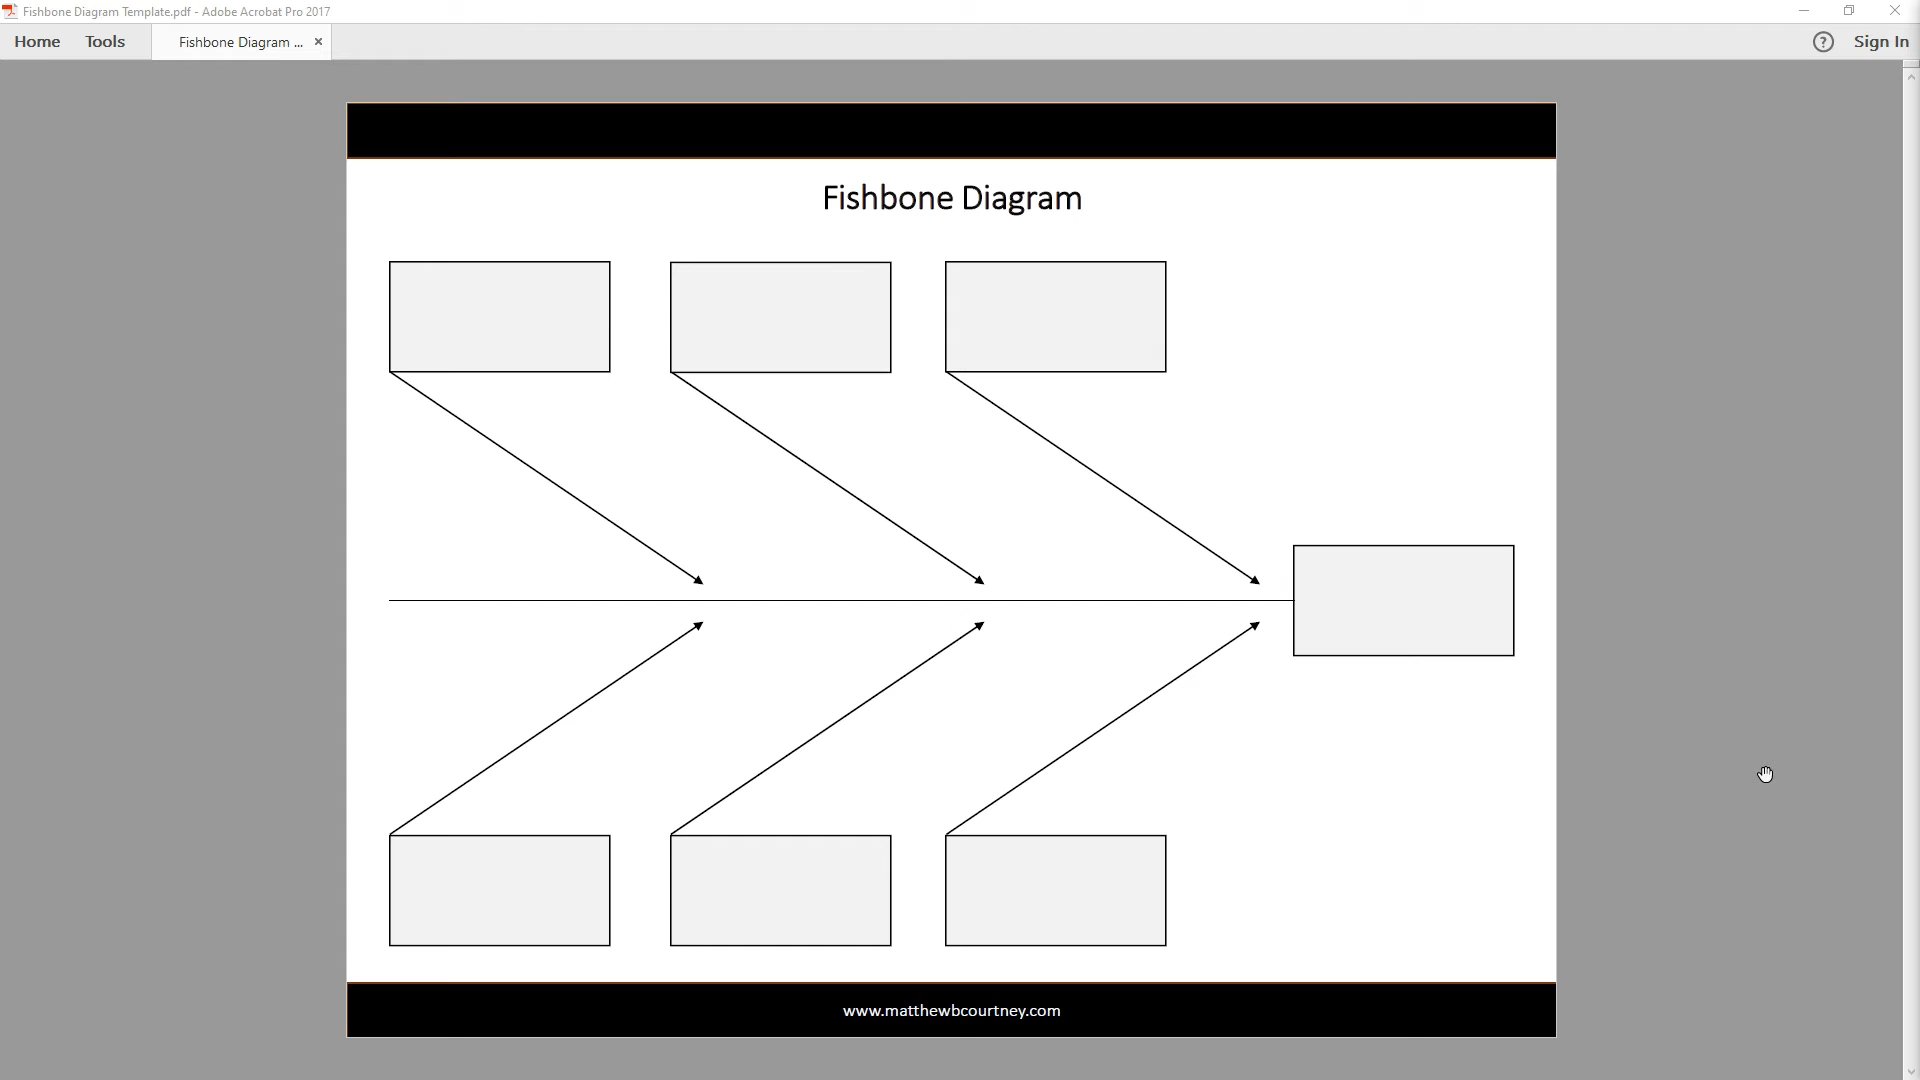 Fishbone Diagram Template.pdf - Adobe Acrobat Pro 2017
Home Tools Fishbone Diagram ... × ? Sign In
Fishbone Diagram
www.matthewbcourtney.com